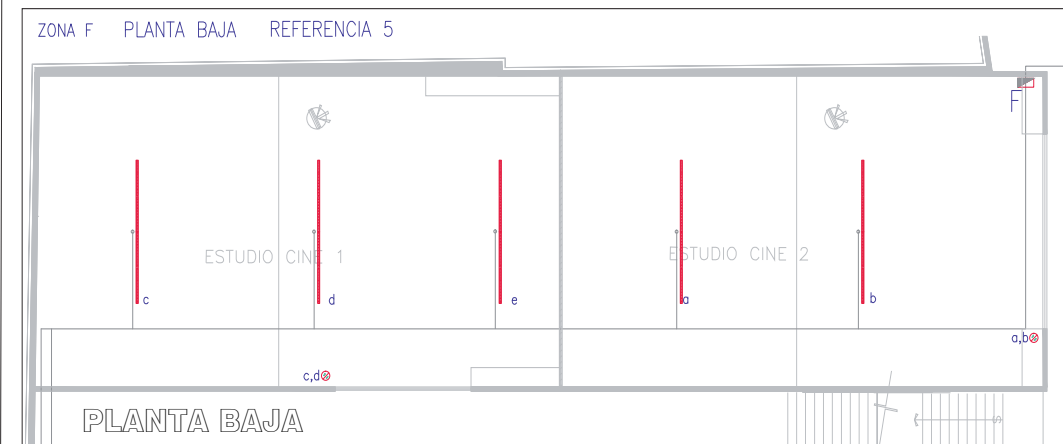 ZONA F PLANTA BAJA REFERENCIA 5
F
ESTUDIO CINE 1
ESTUDIO CINE 2
c
d
e
a
b
a,b
c,d
PLANTA BAJA
S